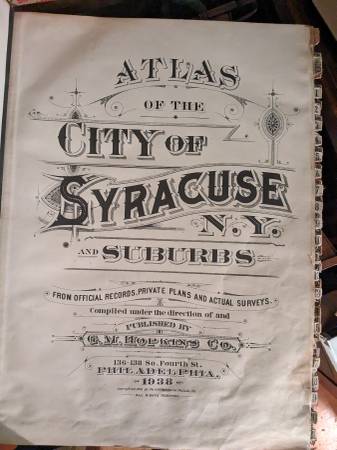 ATLAS
OF THE
CITY OF
SYRACUSE
N.Y.
AND SUBURBS
FROM OFFICIAL RECORDS, PRIVATE PLANS AND ACTUAL SURVEYS.
Compiled under the direction of and
PUBLISHED BY
G.M. HOPKINS CO.
136-138 So. Fourth St.
PHILADELPHIA.
1938